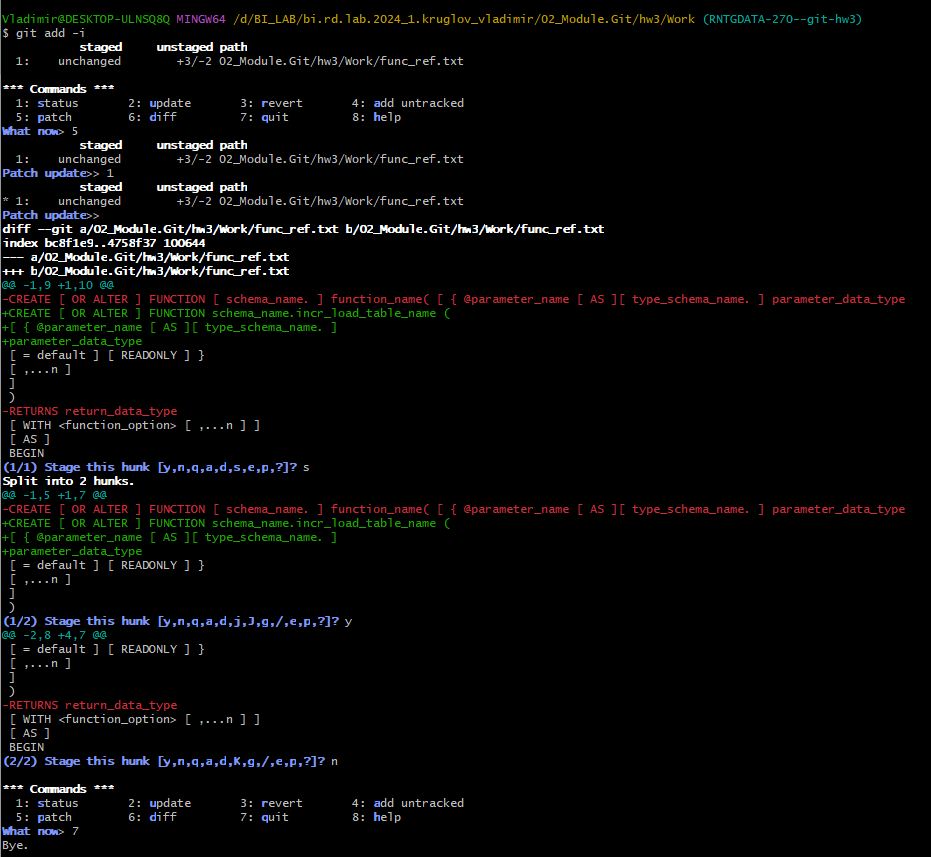 Vladimir@DESKTOP-ULNSQ8Q MINGW64 /d/BI_LAB/bi.rd.lab.2024_1.kruglov_vladimir/02_Module.Git/hw3/Work (RNTGDATA-270--git-hw3)
$ git add -i
           staged     unstaged path
  1:    unchanged        +3/-2 02_Module.Git/hw3/Work/func_ref.txt

*** Commands ***
  1: status       2: update       3: revert       4: add untracked
  5: patch        6: diff         7: quit         8: help
What now> 5
           staged     unstaged path
  1:    unchanged        +3/-2 02_Module.Git/hw3/Work/func_ref.txt
Patch update>> 1
           staged     unstaged path
* 1:    unchanged        +3/-2 02_Module.Git/hw3/Work/func_ref.txt
Patch update>>
diff --git a/02_Module.Git/hw3/Work/func_ref.txt b/02_Module.Git/hw3/Work/func_ref.txt
index bc8f1e9..4758f37 100644
--- a/02_Module.Git/hw3/Work/func_ref.txt
+++ b/02_Module.Git/hw3/Work/func_ref.txt
@@ -1,9 +1,10 @@
-CREATE [ OR ALTER ] FUNCTION [ schema_name. ] function_name( [ { @parameter_name [ AS ][ type_schema_name. ] parameter_data_type
+CREATE [ OR ALTER ] FUNCTION schema_name.incr_load_table_name (
+[ { @parameter_name [ AS ][ type_schema_name. ]
+parameter_data_type
 [ = default ] [ READONLY ] }
 [ ,...n ]
 ]
 )
-RETURNS return_data_type
 [ WITH <function_option> [ ,...n ] ]
 [ AS ]
 BEGIN
(1/1) Stage this hunk [y,n,q,a,d,s,e,p,?]? s
Split into 2 hunks.
@@ -1,5 +1,7 @@
-CREATE [ OR ALTER ] FUNCTION [ schema_name. ] function_name( [ { @parameter_name [ AS ][ type_schema_name. ] parameter_data_type
+CREATE [ OR ALTER ] FUNCTION schema_name.incr_load_table_name (
+[ { @parameter_name [ AS ][ type_schema_name. ]
+parameter_data_type
 [ = default ] [ READONLY ] }
 [ ,...n ]
 ]
 )
(1/2) Stage this hunk [y,n,q,a,d,j,J,g,/,e,p,?]? y
@@ -2,8 +4,7 @@
 [ = default ] [ READONLY ] }
 [ ,...n ]
 ]
 )
-RETURNS return_data_type
 [ WITH <function_option> [ ,...n ] ]
 [ AS ]
 BEGIN
(2/2) Stage this hunk [y,n,q,a,d,K,g,/,e,p,?]? n

*** Commands ***
  1: status       2: update       3: revert       4: add untracked
  5: patch        6: diff         7: quit         8: help
What now> 7
Bye.